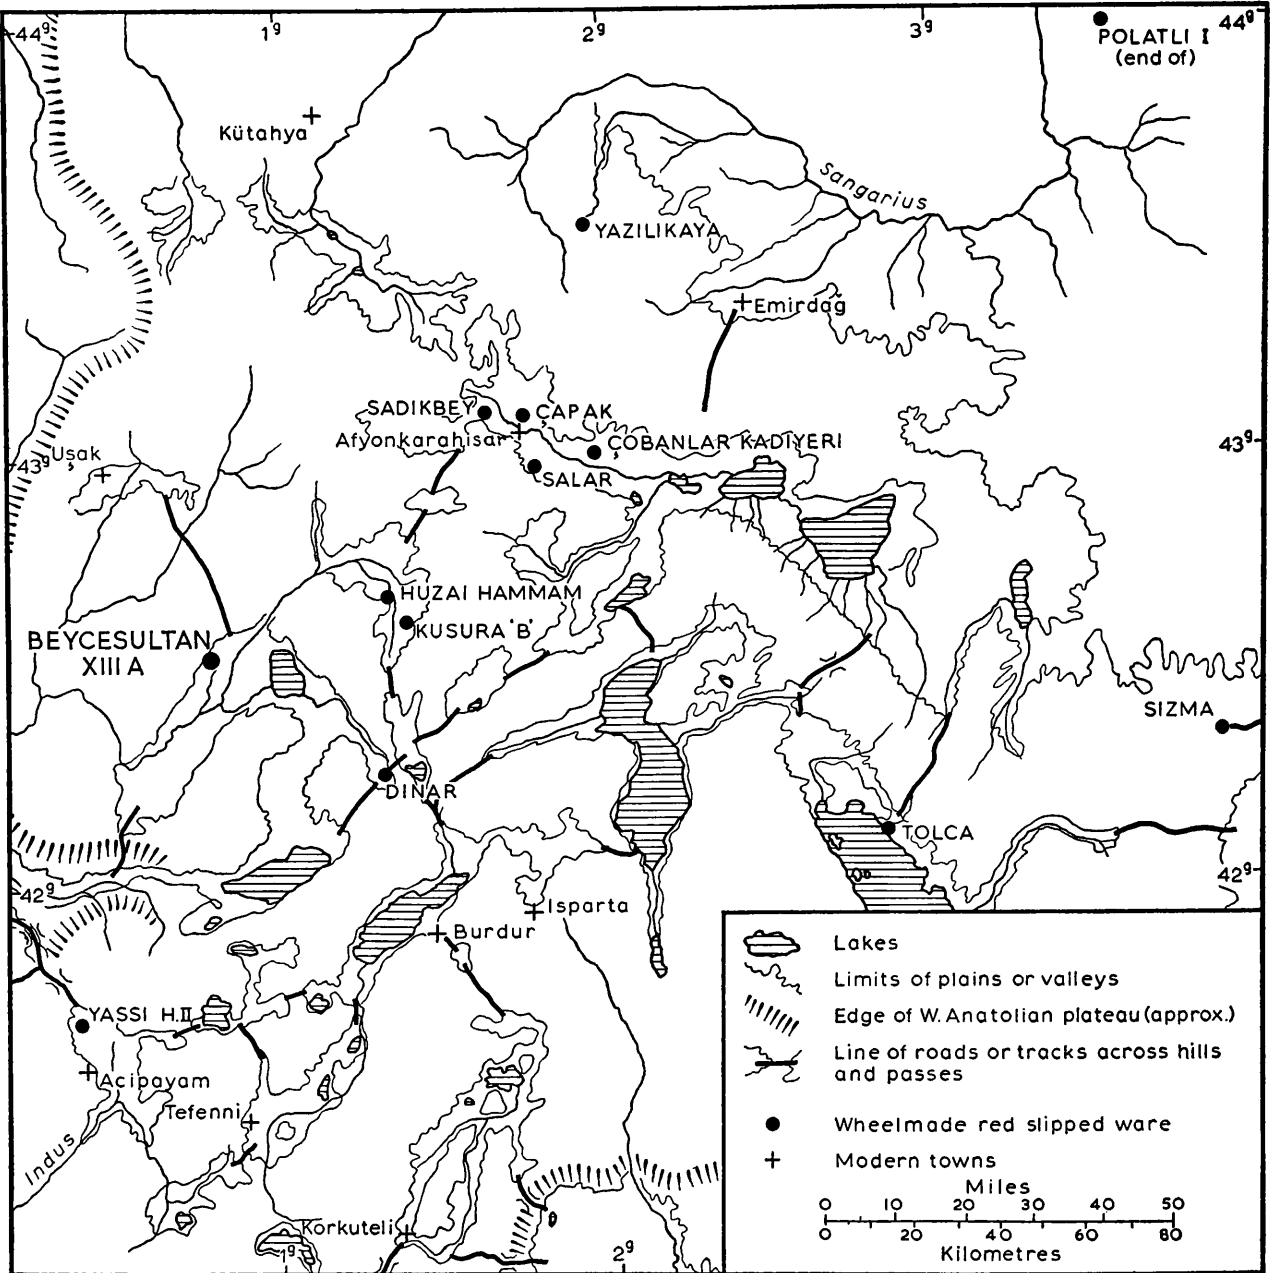 44ᵍ
1ᵍ
2ᵍ
3ᵍ
44ᵍ
POLATLI I
(end of)
Kütahya
Sangarius
YAZILIKAYA
Emirdağ
SADIKBEY
ÇAPAK
Afyonkarahisar
ÇOBANLAR KADIYERI
43ᵍ
43ᵍ
Uşak
SALAR
HUZAI HAMMAM
KUSURA 'B'
BEYCESULTAN
XIII A
SIZMA
DINAR
TOLCA
42ᵍ
42ᵍ
Isparta
Burdur
YASSI H.II
Acipayam
Tefenni
Indus
Korkuteli
1ᵍ
2ᵍ
Lakes
Limits of plains or valleys
Edge of W. Anatolian plateau (approx.)
Line of roads or tracks across hills
and passes
Wheelmade red slipped ware
Modern towns
Miles
0 10 20 30 40 50
0 20 40 60 80
Kilometres